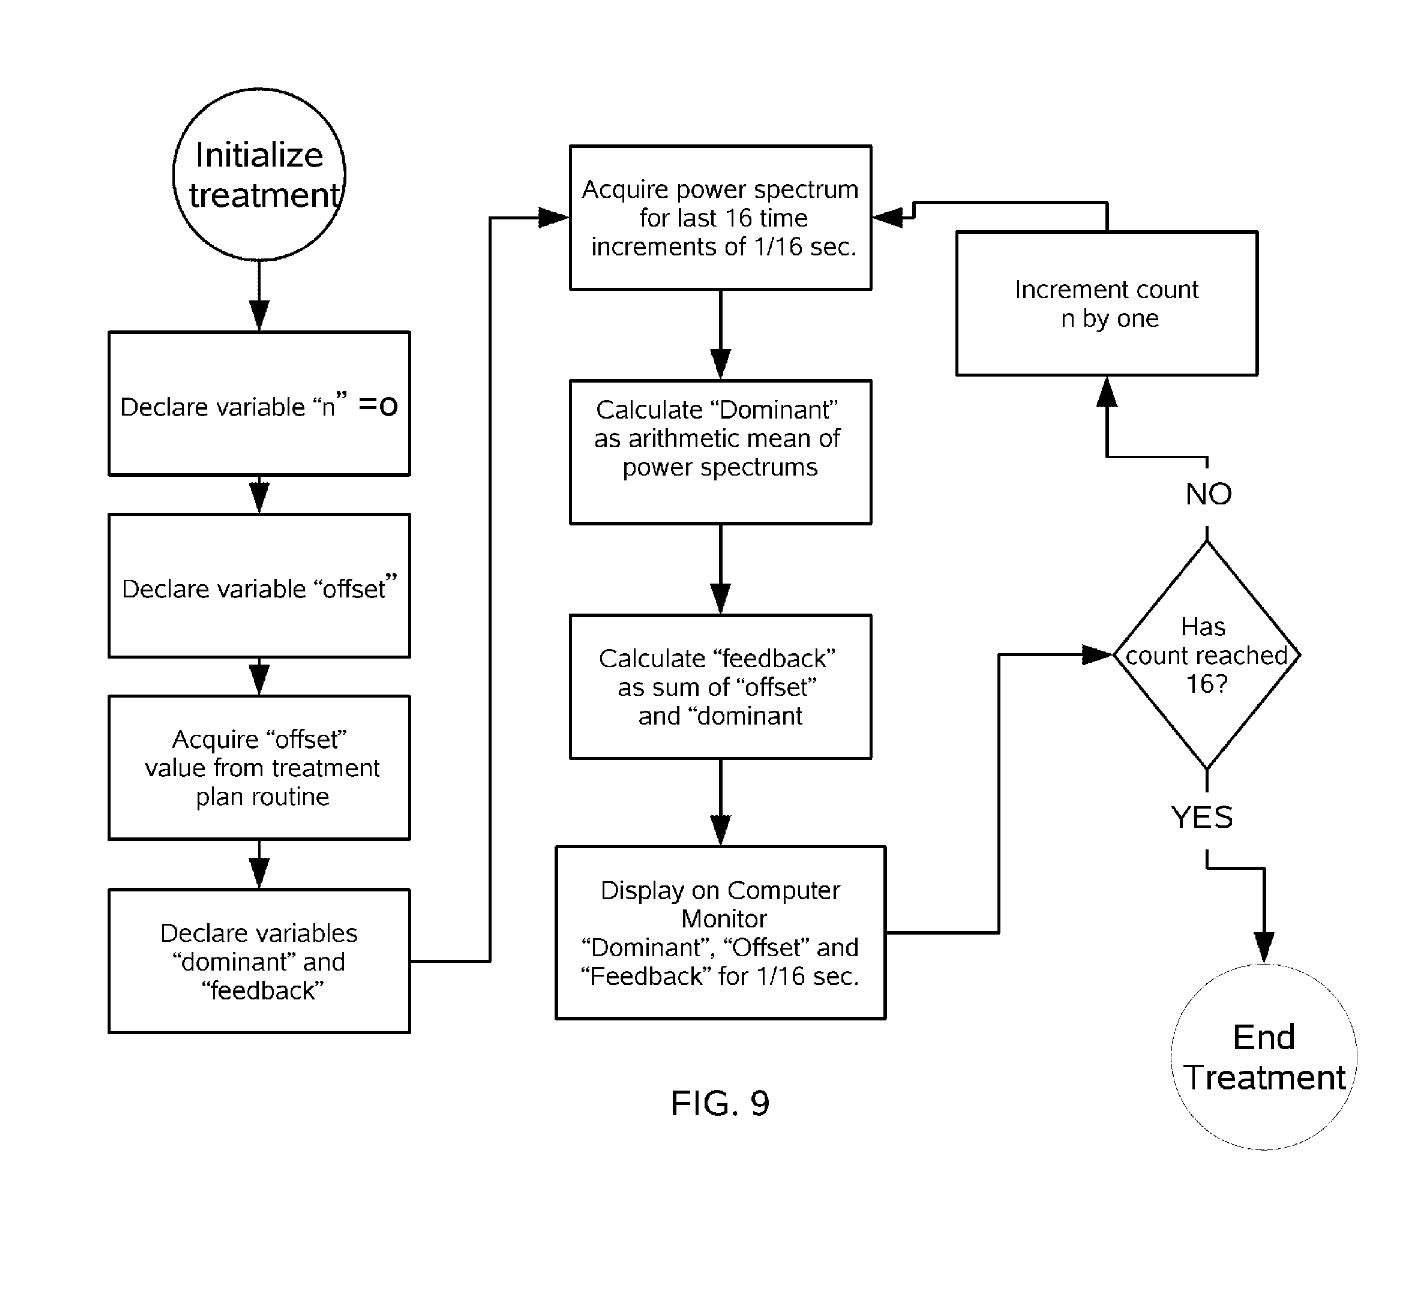 Initialize
treatment
Declare variable “n” =o
Declare variable “offset”
Acquire “offset”
value from treatment
plan routine
Declare variables
“dominant” and
“feedback”
Acquire power spectrum
for last 16 time
increments of 1/16 sec.
Calculate “Dominant”
as arithmetic mean of
power spectrums
Calculate “feedback”
as sum of “offset”
and “dominant
Display on Computer
Monitor
“Dominant”, “Offset” and
“Feedback” for 1/16 sec.
Increment count
n by one
NO
Has
count reached
16?
YES
End
Treatment
FIG. 9